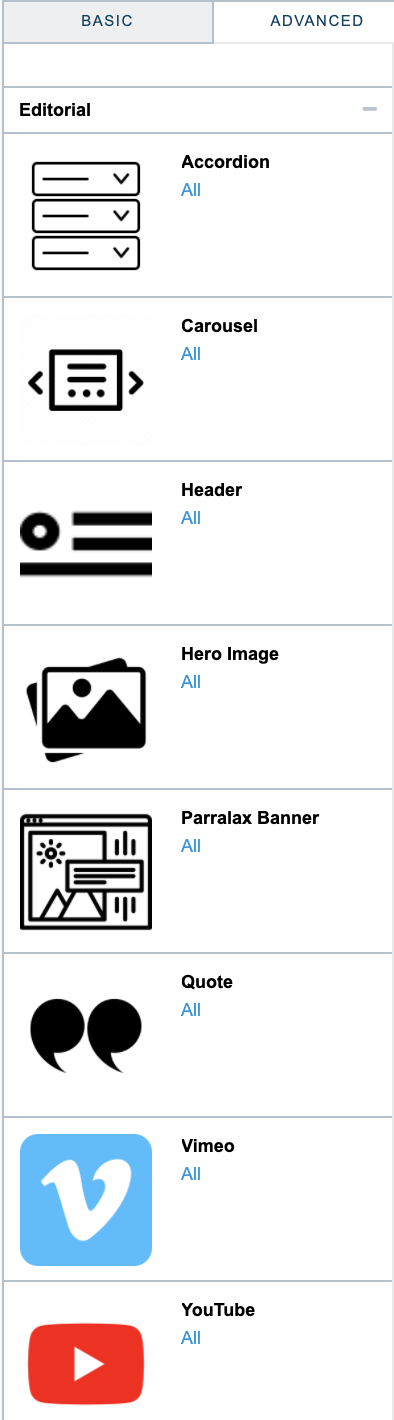 BASIC
ADVANCED
Editorial
Accordion
All
Carousel
All
Header
All
Hero Image
All
Parralax Banner
All
Quote
All
Vimeo
All
YouTube
All